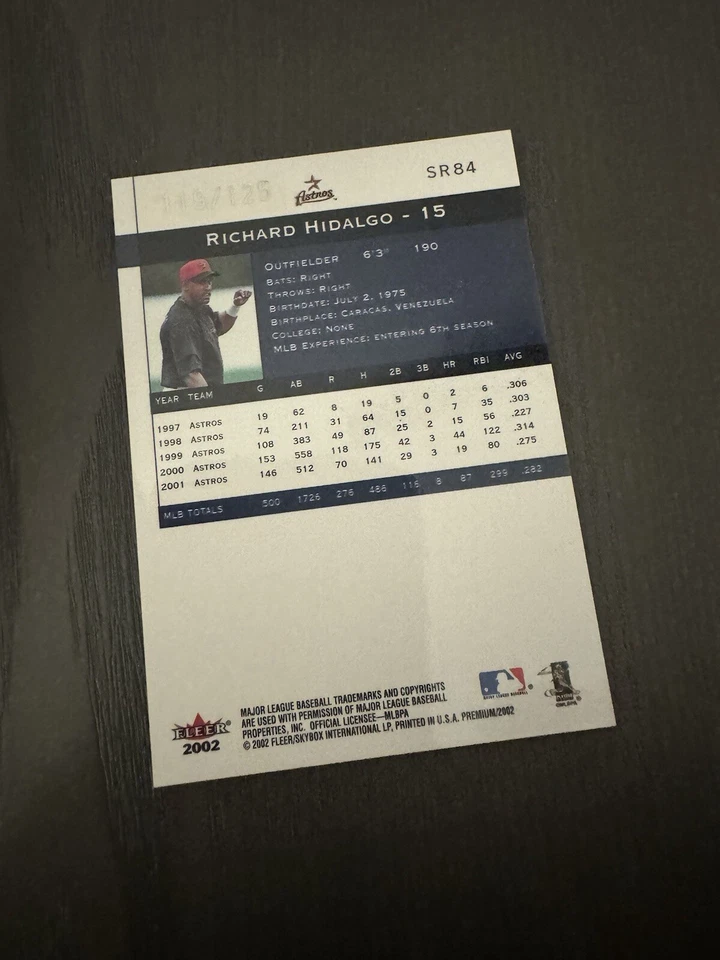 SR84
Astros
RICHARD HIDALGO - 15
OUTFIELDER 6'3" 190
BATS: RIGHT
THROWS: RIGHT
BIRTHDATE: JULY 2, 1975
BIRTHPLACE: CARACAS, VENEZUELA
COLLEGE: NONE
MLB EXPERIENCE: ENTERING 6TH SEASON
YEAR TEAM G AB R H 2B 3B HR RBI AVG
1997 ASTROS 19 62 8 19 5 0 2 6 .306
1998 ASTROS 74 211 31 64 15 0 7 35 .303
1999 ASTROS 108 383 49 87 25 2 15 56 .227
2000 ASTROS 153 558 118 175 42 3 44 122 .314
2001 ASTROS 146 512 70 141 29 3 19 80 .275
MLB TOTALS 500 1726 276 486 116 8 87 299 .282
FLEER
2002
MAJOR LEAGUE BASEBALL TRADEMARKS AND COPYRIGHTS
ARE USED WITH PERMISSION OF MAJOR LEAGUE BASEBALL
PROPERTIES, INC. OFFICIAL LICENSEE—MLBPA
© 2002 FLEER/SKYBOX INTERNATIONAL LP, PRINTED IN U.S.A. PREMIUM/2002